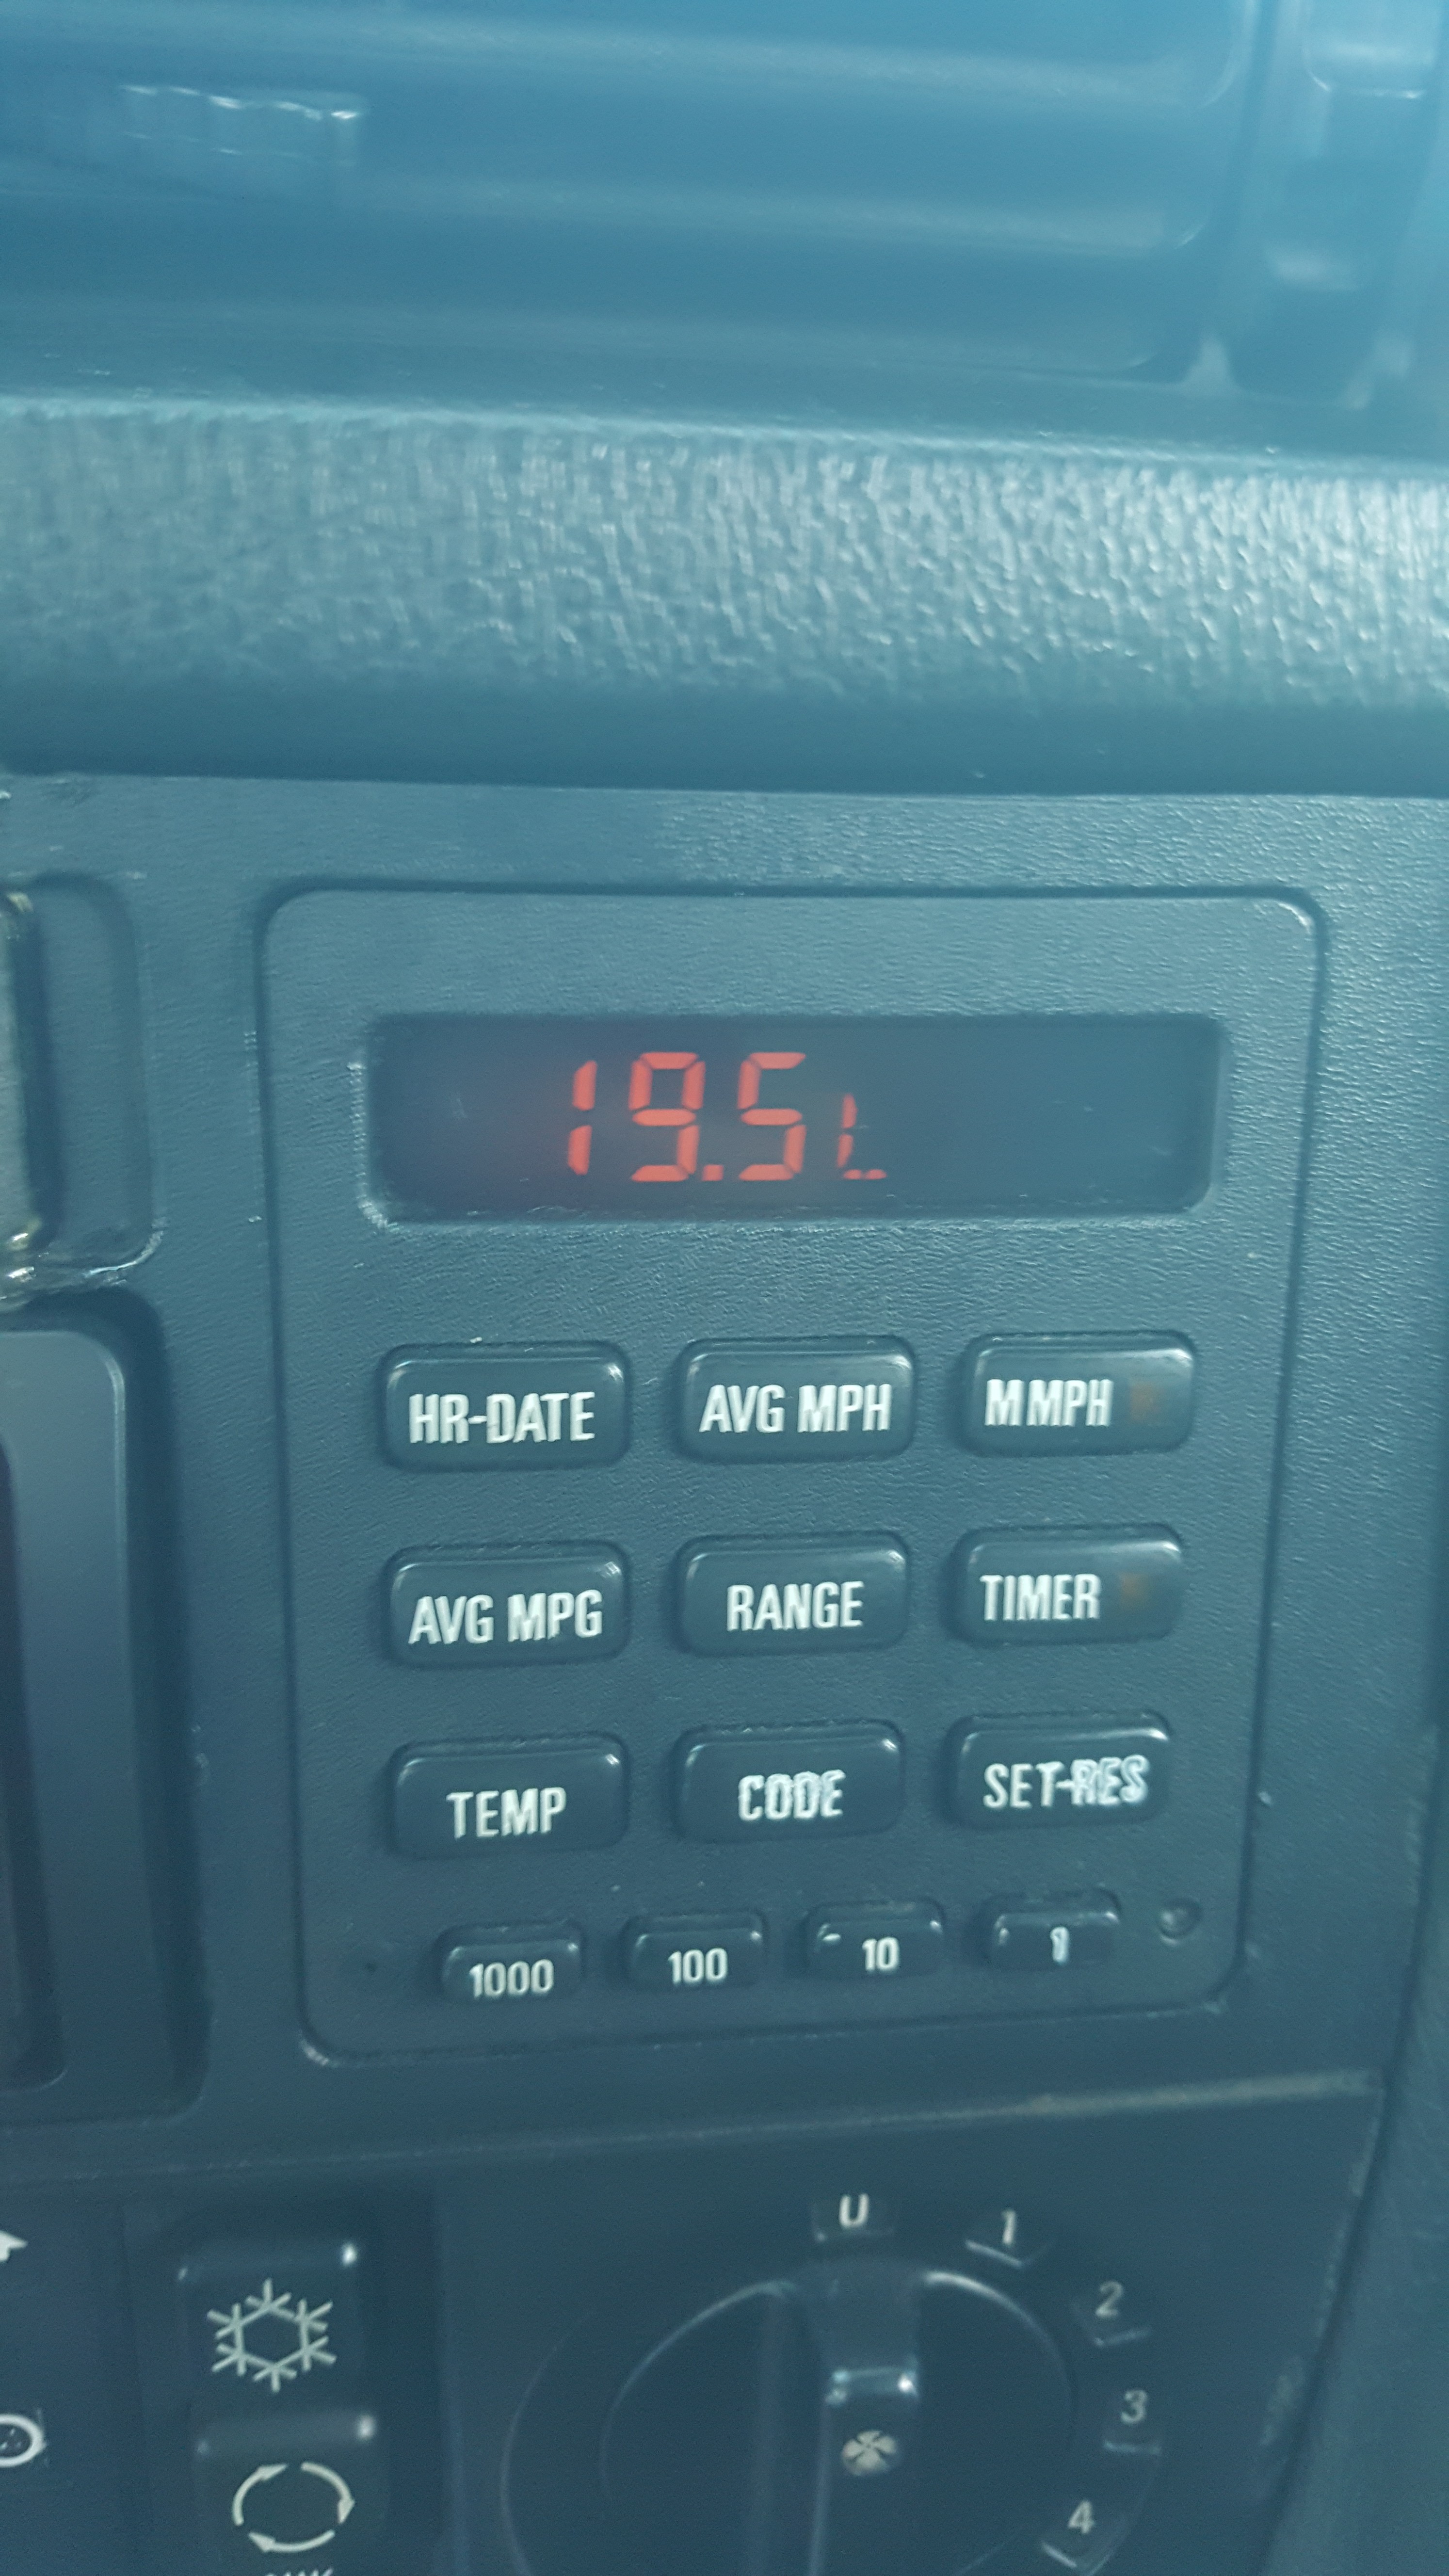 19.5L
HR-DATE AVG MPH MMPH
AVG MPG RANGE TIMER
TEMP CODE SET-RES
1000 100 10 1
0
1
2
3
4